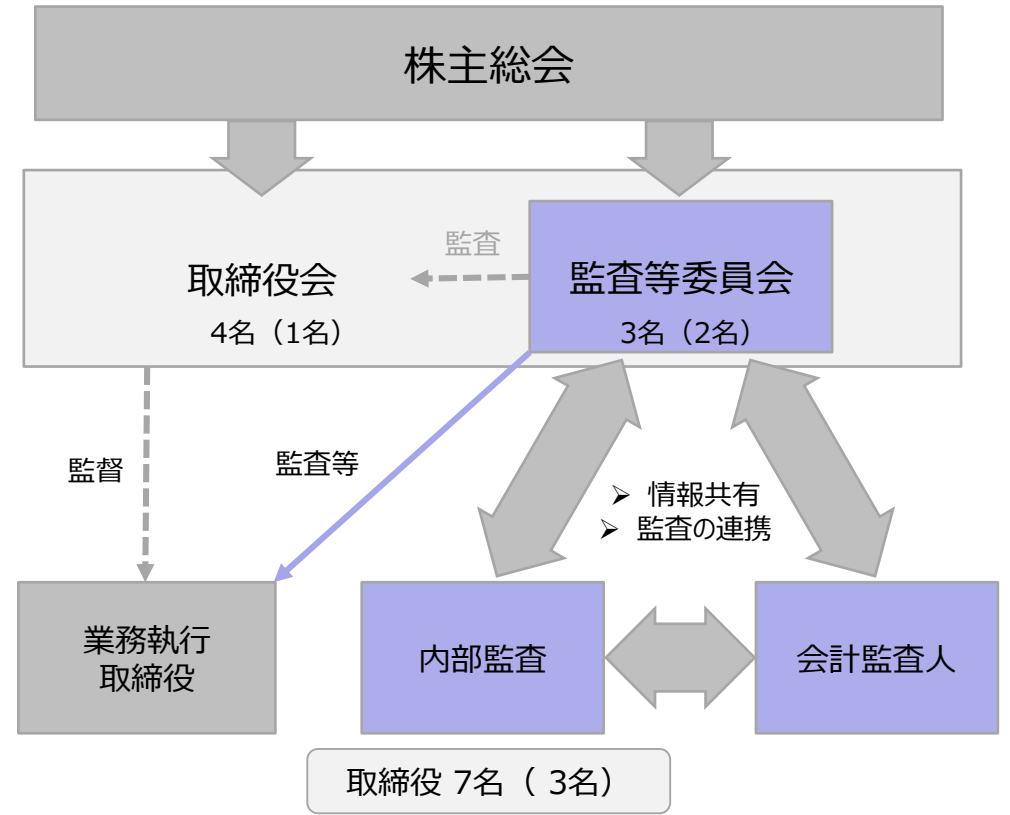 株主総会
監査
取締役会
4名（1名）
監査等委員会
3名（2名）
監督
監査等
➢ 情報共有
➢ 監査の連携
業務執行
取締役
内部監査
会計監査人
取締役 7名（ 3名）